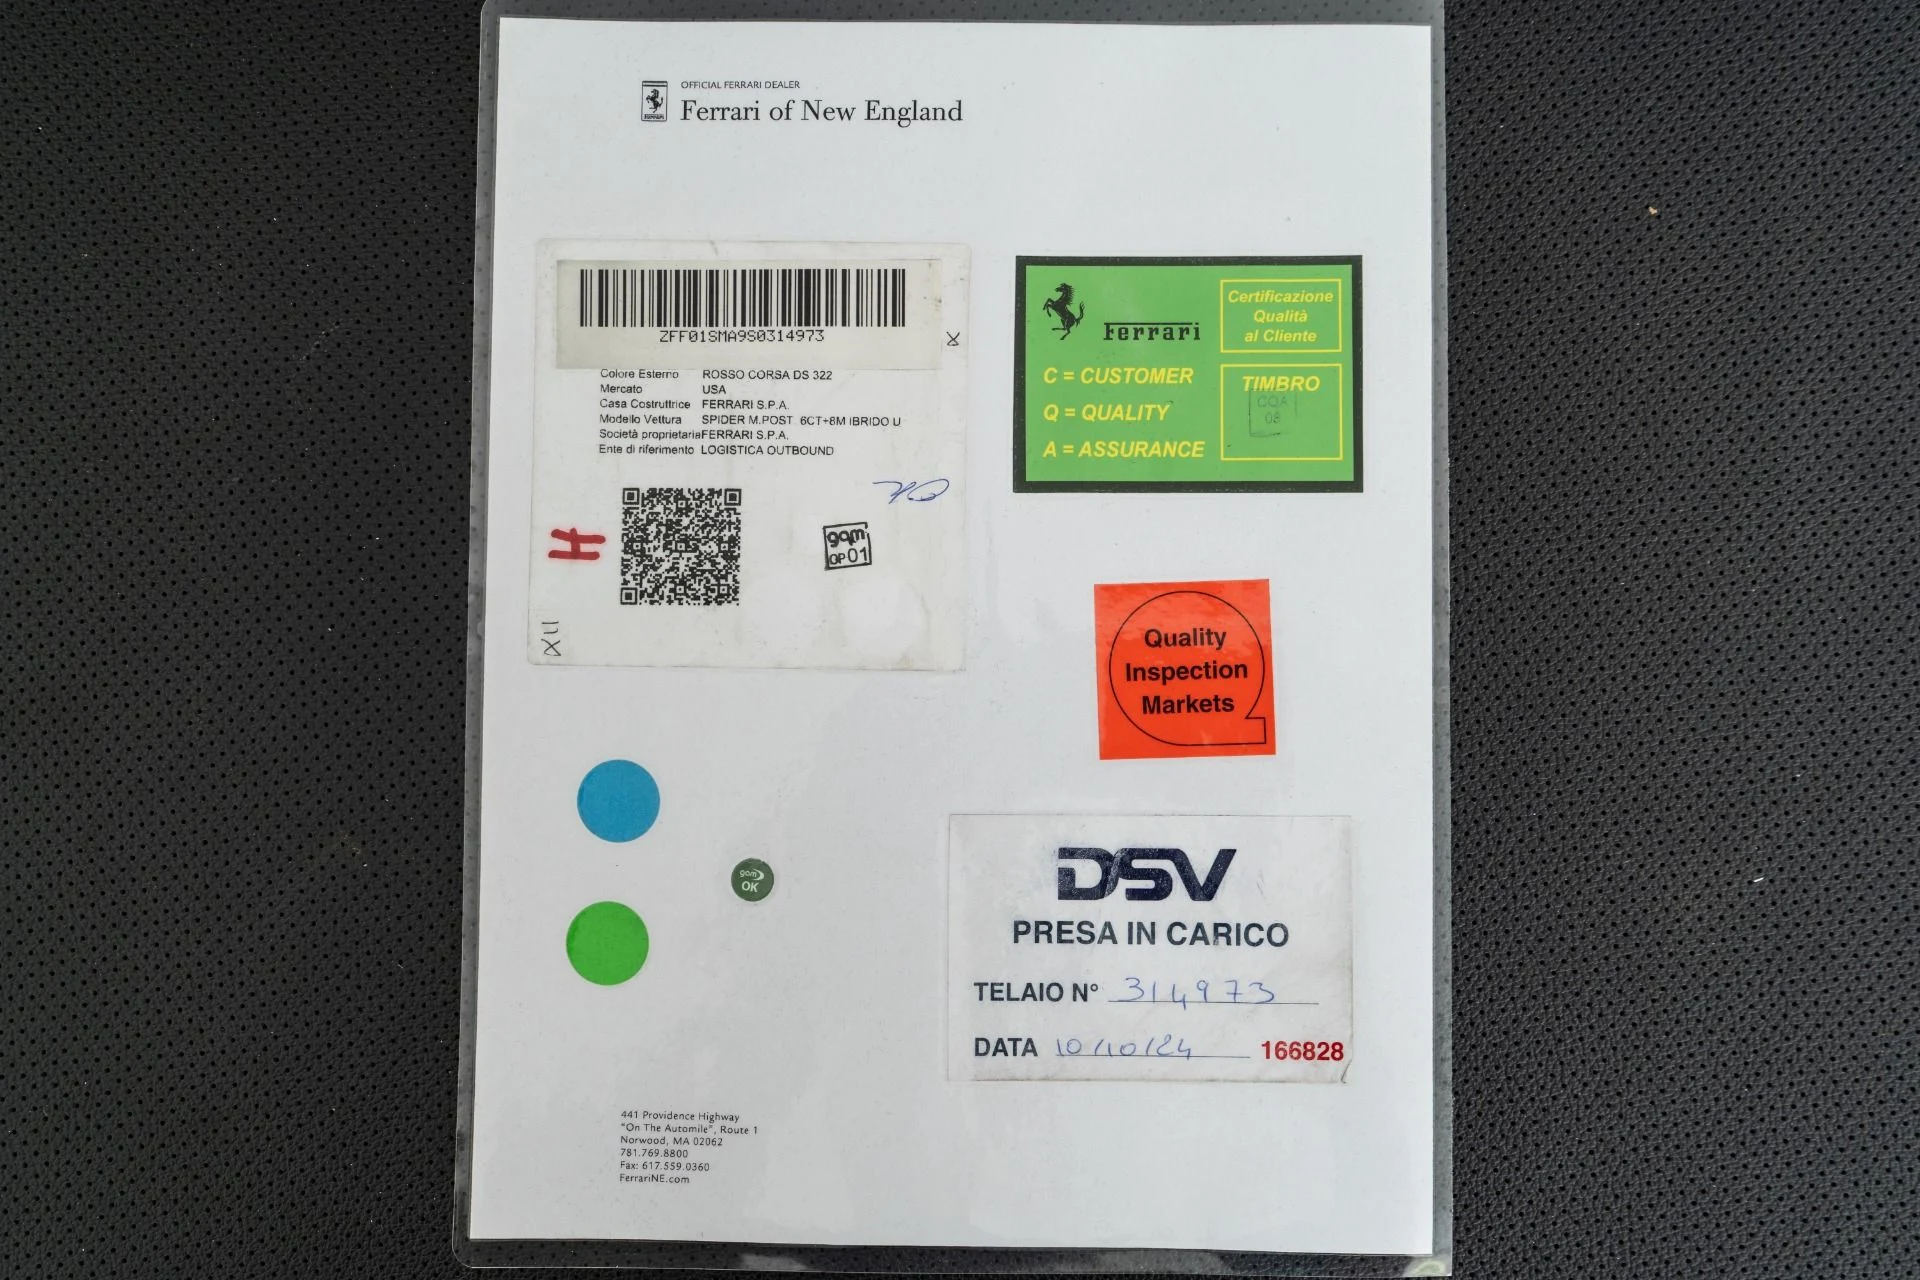 OFFICIAL FERRARI DEALER
Ferrari of New England
ZFF01SMA9S0314973
Colore Esterno ROSSO CORSA DS 322
Mercato USA
Casa Costruttrice FERRARI S.P.A.
Modello Vettura SPIDER M.POST. 6CT+8M IBRIDO U
Società proprietaria FERRARI S.P.A.
Ente di riferimento LOGISTICA OUTBOUND
H
gam
OP01
Ferrari
Certificazione
Qualità
al Cliente
C = CUSTOMER
Q = QUALITY
A = ASSURANCE
TIMBRO
08
Quality
Inspection
Markets
gam
OK
DSV
PRESA IN CARICO
TELAIO N° 314973
DATA 10/10/24 166828
441 Providence Highway
"On The Automile", Route 1
Norwood, MA 02062
781.769.8800
Fax: 617.559.0360
FerrariNE.com